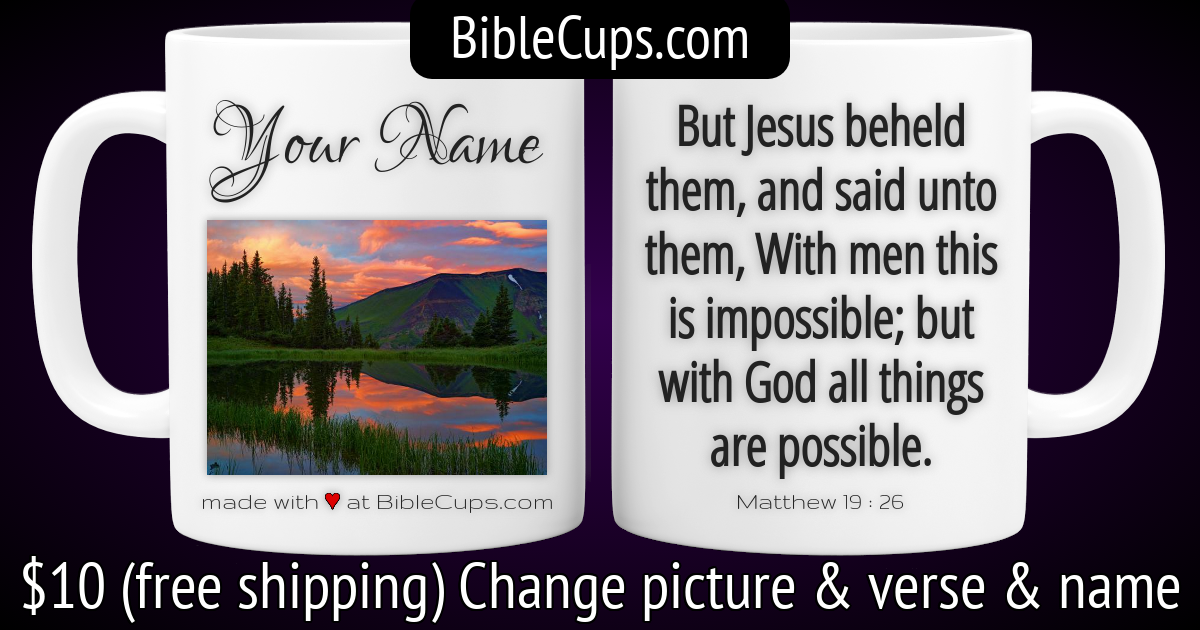 BibleCups.com
Your Name
made with ♥ at BibleCups.com
But Jesus beheld
them, and said unto
them, With men this
is impossible; but
with God all things
are possible.
Matthew 19 : 26
$10 (free shipping) Change picture & verse & name